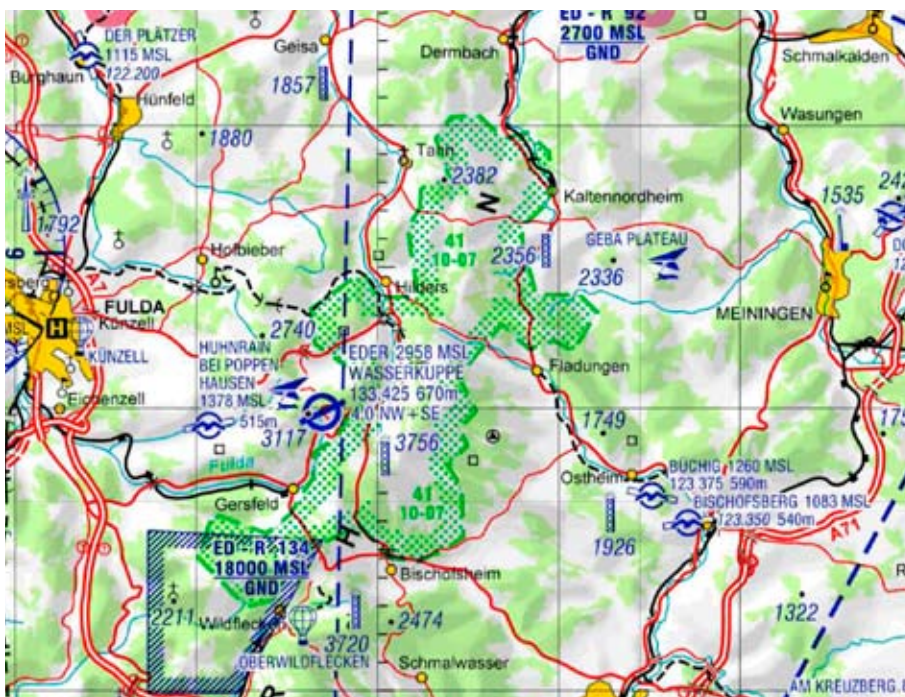 DER PLÄTZER
1115 MSL
122.200
Burghaun
Hünfeld
Geisa
1857
1880
Dermbach
ED - R 92
2700 MSL
GND
Schmalkalden
Wasungen
Tann
2382
N
Kaltennordheim
1535
1792
Hofbieber
41
10-07
2356
GEBA PLATEAU
2336
A7
FULDA
Künzell
KÜNZELL
H
Hilders
MEININGEN
2740
HUHNRAIN
BEI POPPEN
HAUSEN
1378 MSL
515m
EDER 2958 MSL
WASSERKUPPE
133.425 670m
4.0 NW+SE
Fladungen
Eichenzell
3117
3756
1749
Fulda
Gersfeld
41
10-07
Ostheim
BÜCHIG 1260 MSL
123 375 590m
BISCHOFSBERG 1083 MSL
123.350 540m
1926
A71
H
ED - R 134
18000 MSL
GND
Bischofsheim
2211
Wildflecken
3720
2474
1322
OBERWILDFLECKEN
Schmalwasser
AM KREUZBERG